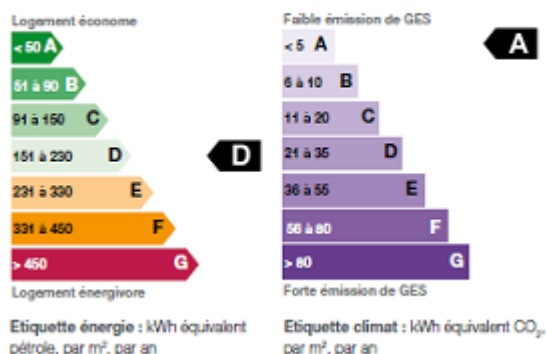 Logement économe
< 50 A
51 à 90 B
91 à 150 C
151 à 230 D
D
231 à 330 E
331 à 450 F
> 450 G
Logement énergivore
Etiquette énergie : kWh équivalent
pétrole, par m², par an
Faible émission de GES
< 5 A
A
6 à 10 B
11 à 20 C
21 à 35 D
36 à 55 E
56 à 80 F
> 80 G
Forte émission de GES
Etiquette climat : kWh équivalent CO₂,
par m², par an